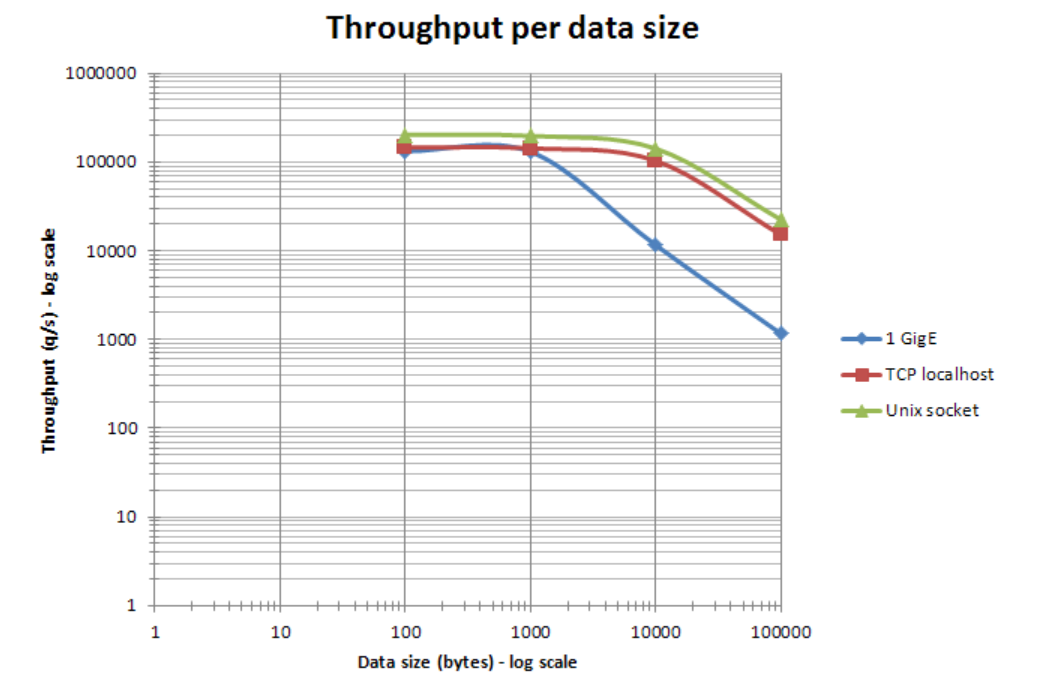 Throughput per data size
1000000
100000
10000
1000
100
10
1
Throughput (q/s) - log scale
1 10 100 1000 10000 100000
Data size (bytes) - log scale
1 GigE
TCP localhost
Unix socket